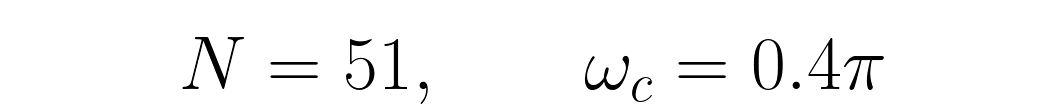 N = 51, ω_c = 0.4π